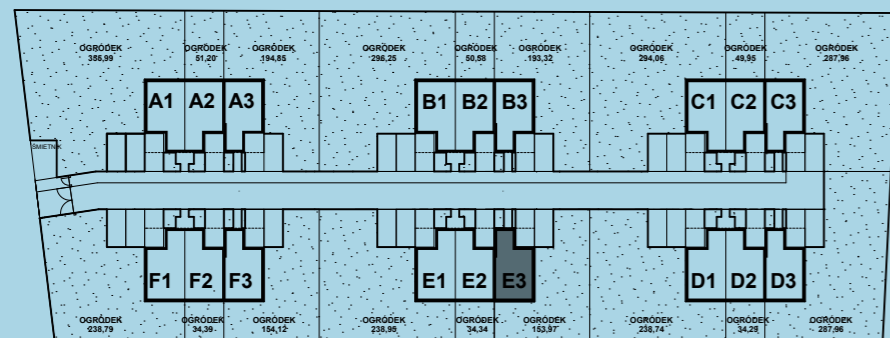 OGRÓDEK OGRÓDEK OGRÓDEK OGRÓDEK OGRÓDEK OGRÓDEK OGRÓDEK OGRÓDEK OGRÓDEK
385,99 51,20 194,85 296,25 50,58 193,32 294,06 49,95 287,96
A1 A2 A3 B1 B2 B3 C1 C2 C3
ŚMIETNIK
F1 F2 F3 E1 E2 E3 D1 D2 D3
OGRÓDEK OGRÓDEK OGRÓDEK OGRÓDEK OGRÓDEK OGRÓDEK OGRÓDEK OGRÓDEK OGRÓDEK
238,79 34,39 154,12 238,95 34,34 153,97 238,74 34,29 287,96